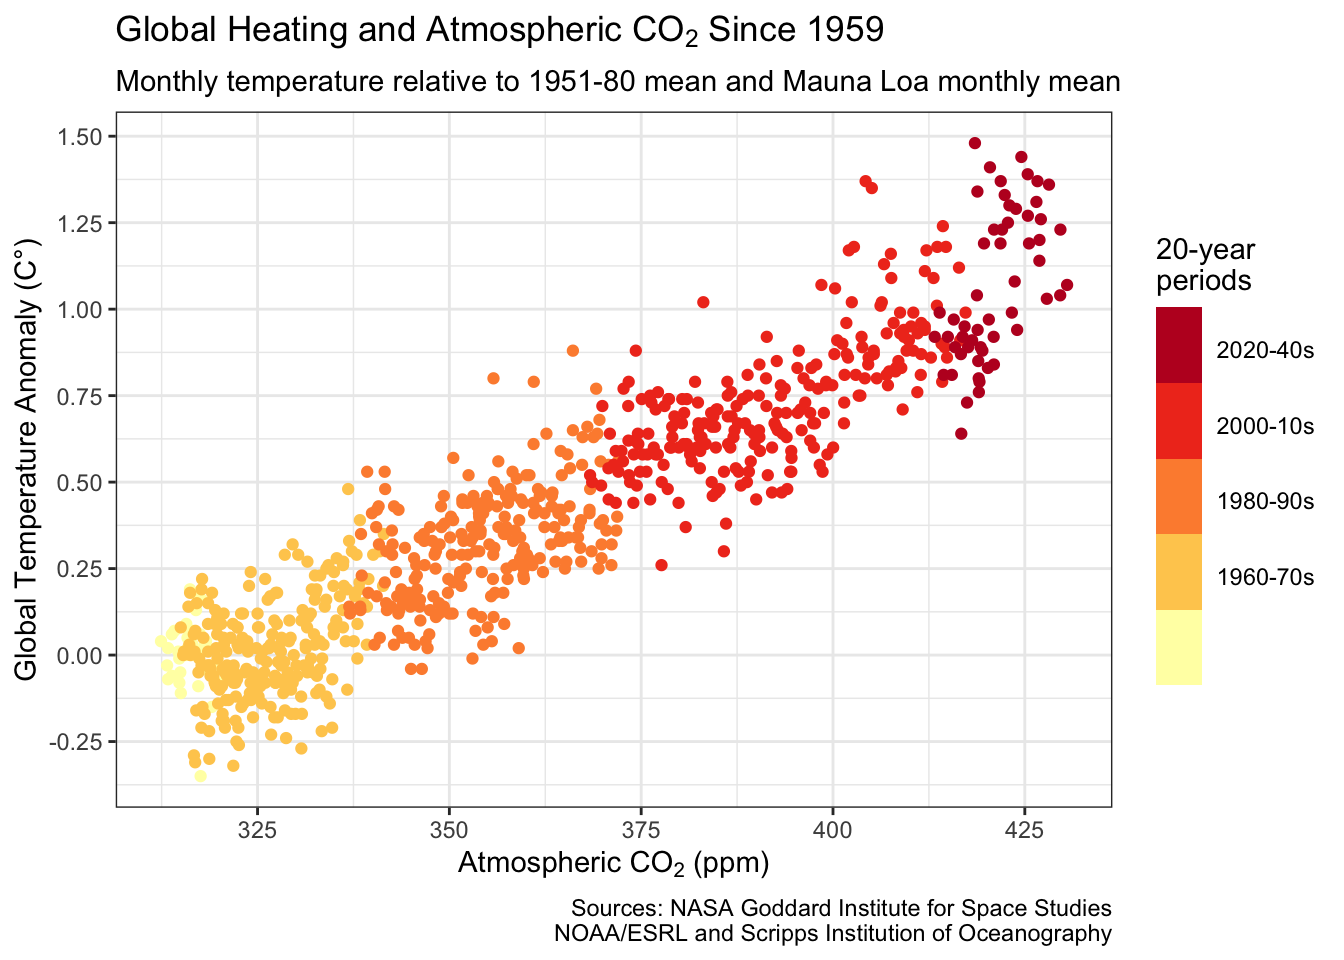 Global Heating and Atmospheric CO₂ Since 1959
Monthly temperature relative to 1951-80 mean and Mauna Loa monthly mean
1.50
1.25
1.00
0.75
0.50
0.25
0.00
-0.25
Global Temperature Anomaly (C°)
325 350 375 400 425
Atmospheric CO₂ (ppm)
20-year
periods
2020-40s
2000-10s
1980-90s
1960-70s
Sources: NASA Goddard Institute for Space Studies
NOAA/ESRL and Scripps Institution of Oceanography